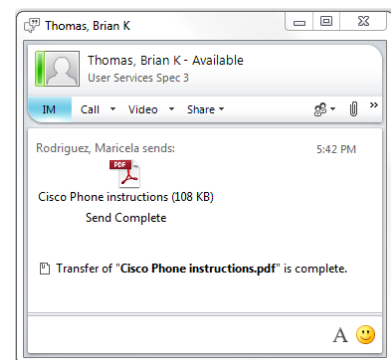 Thomas, Brian K
Thomas, Brian K - Available
User Services Spec 3
IM Call Video Share
Rodriguez, Maricela sends: 5:42 PM
PDF
Cisco Phone instructions (108 KB)
Send Complete
Transfer of "Cisco Phone instructions.pdf" is complete.
A